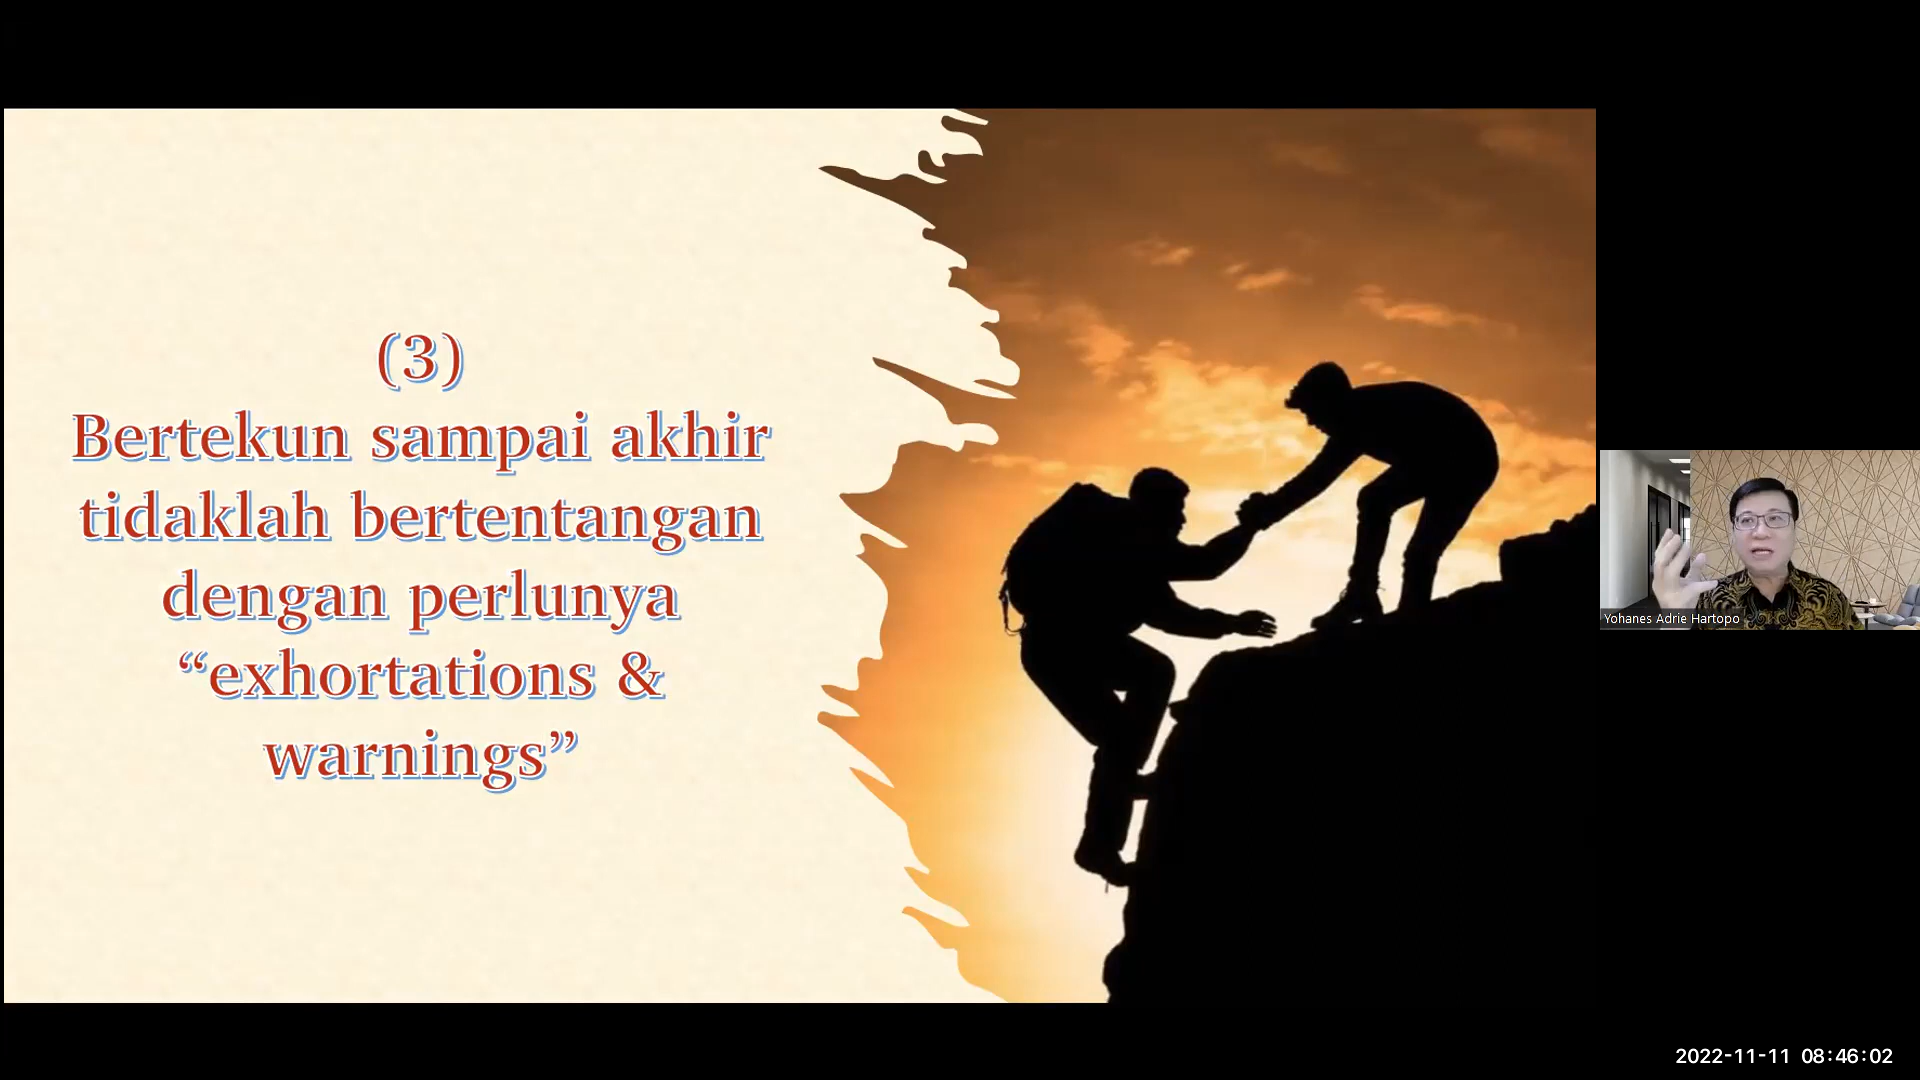 (3)
Bertekun sampai akhir
tidaklah bertentangan
dengan perlunya
“exhortations &
warnings”
Yohanes Adrie Hartopo
2022-11-11 08:46:02